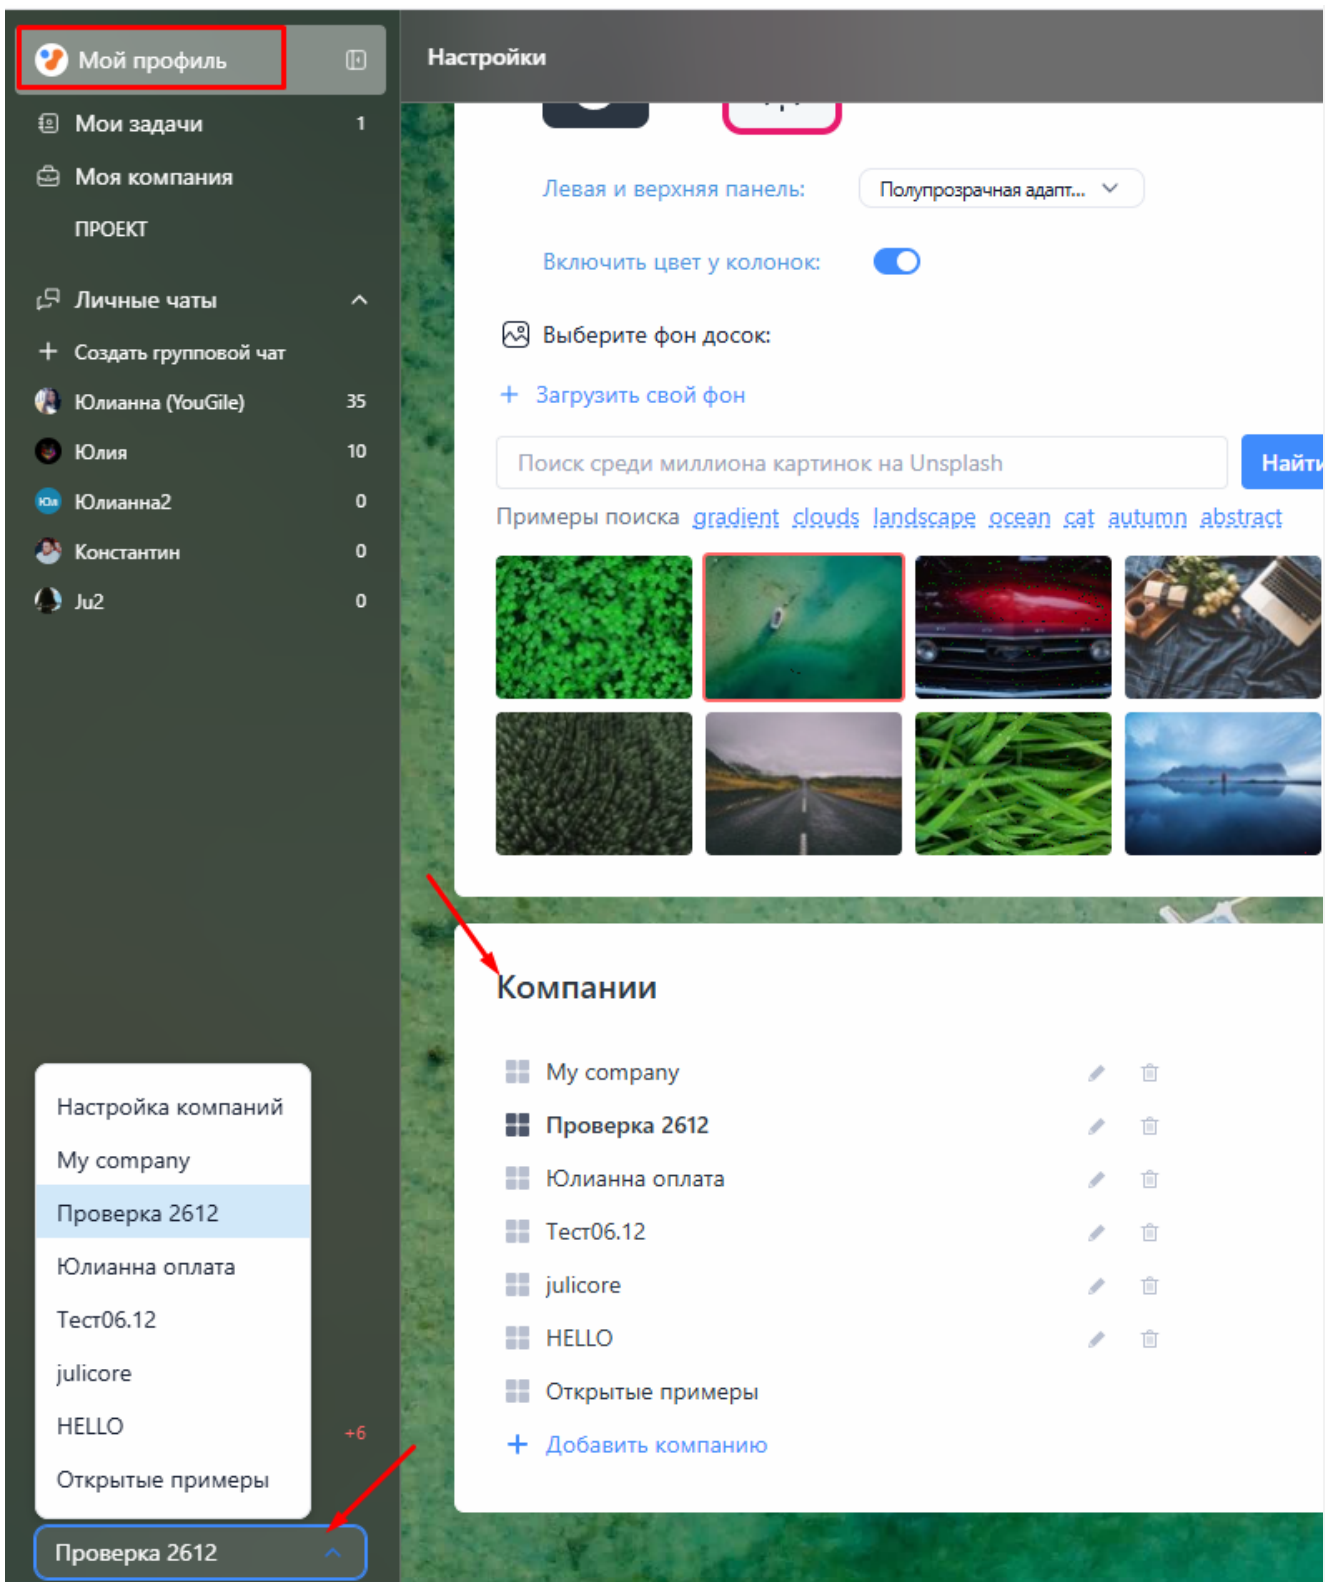 Мой профиль
Мои задачи 1
Моя компания
ПРОЕКТ
Личные чаты
Создать групповой чат
Юлианна (YouGile) 35
Юлия 10
Юл Юлианна2 0
Константин 0
Ju2 0
Настройка компаний
My company
Проверка 2612
Юлианна оплата
Тест06.12
julicore
HELLO +6
Открытые примеры
Проверка 2612
Настройки
Левая и верхняя панель: Полупрозрачная адапт...
Включить цвет у колонок:
Выберите фон досок:
+ Загрузить свой фон
Поиск среди миллиона картинок на Unsplash Найти
Примеры поиска gradient clouds landscape ocean cat autumn abstract
Компании
My company
Проверка 2612
Юлианна оплата
Тест06.12
julicore
HELLO
Открытые примеры
+ Добавить компанию